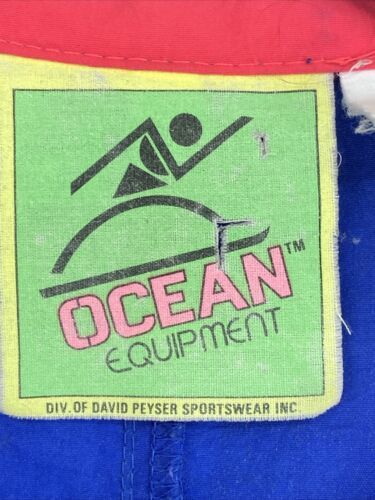 OCEAN™
EQUIPMENT
DIV. OF DAVID PEYSER SPORTSWEAR INC.